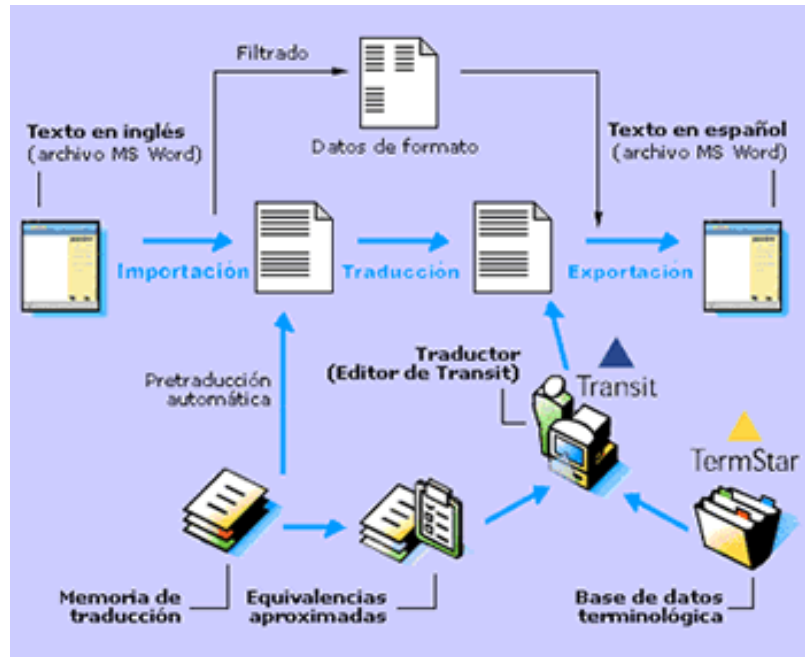 Filtrado
Texto en inglés
(archivo MS Word)
Datos de formato
Texto en español
(archivo MS Word)
Importación
Traducción
Exportación
Pretraducción
automática
Traductor
(Editor de Transit)
Transit
TermStar
Memoria de
traducción
Equivalencias
aproximadas
Base de datos
terminológica